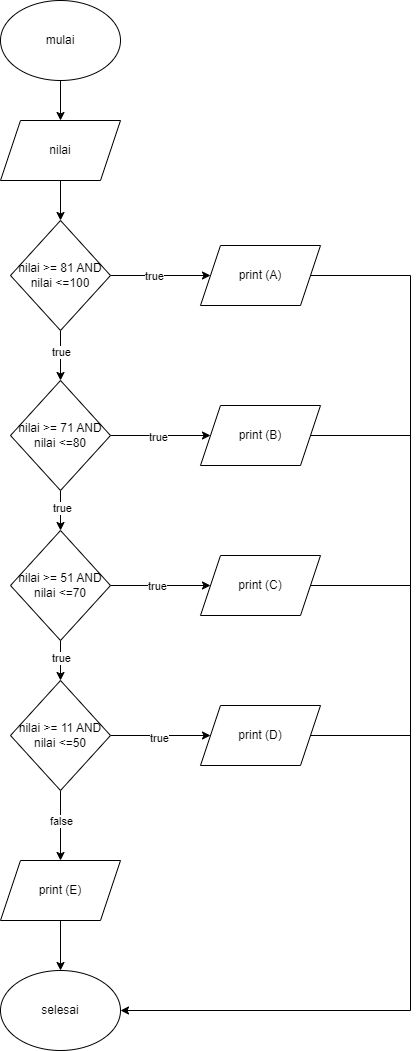 mulai
nilai
nilai >= 81 AND
nilai <=100
true
print (A)
true
nilai >= 71 AND
nilai <=80
true
print (B)
true
nilai >= 51 AND
nilai <=70
true
print (C)
true
nilai >= 11 AND
nilai <=50
true
print (D)
false
print (E)
selesai